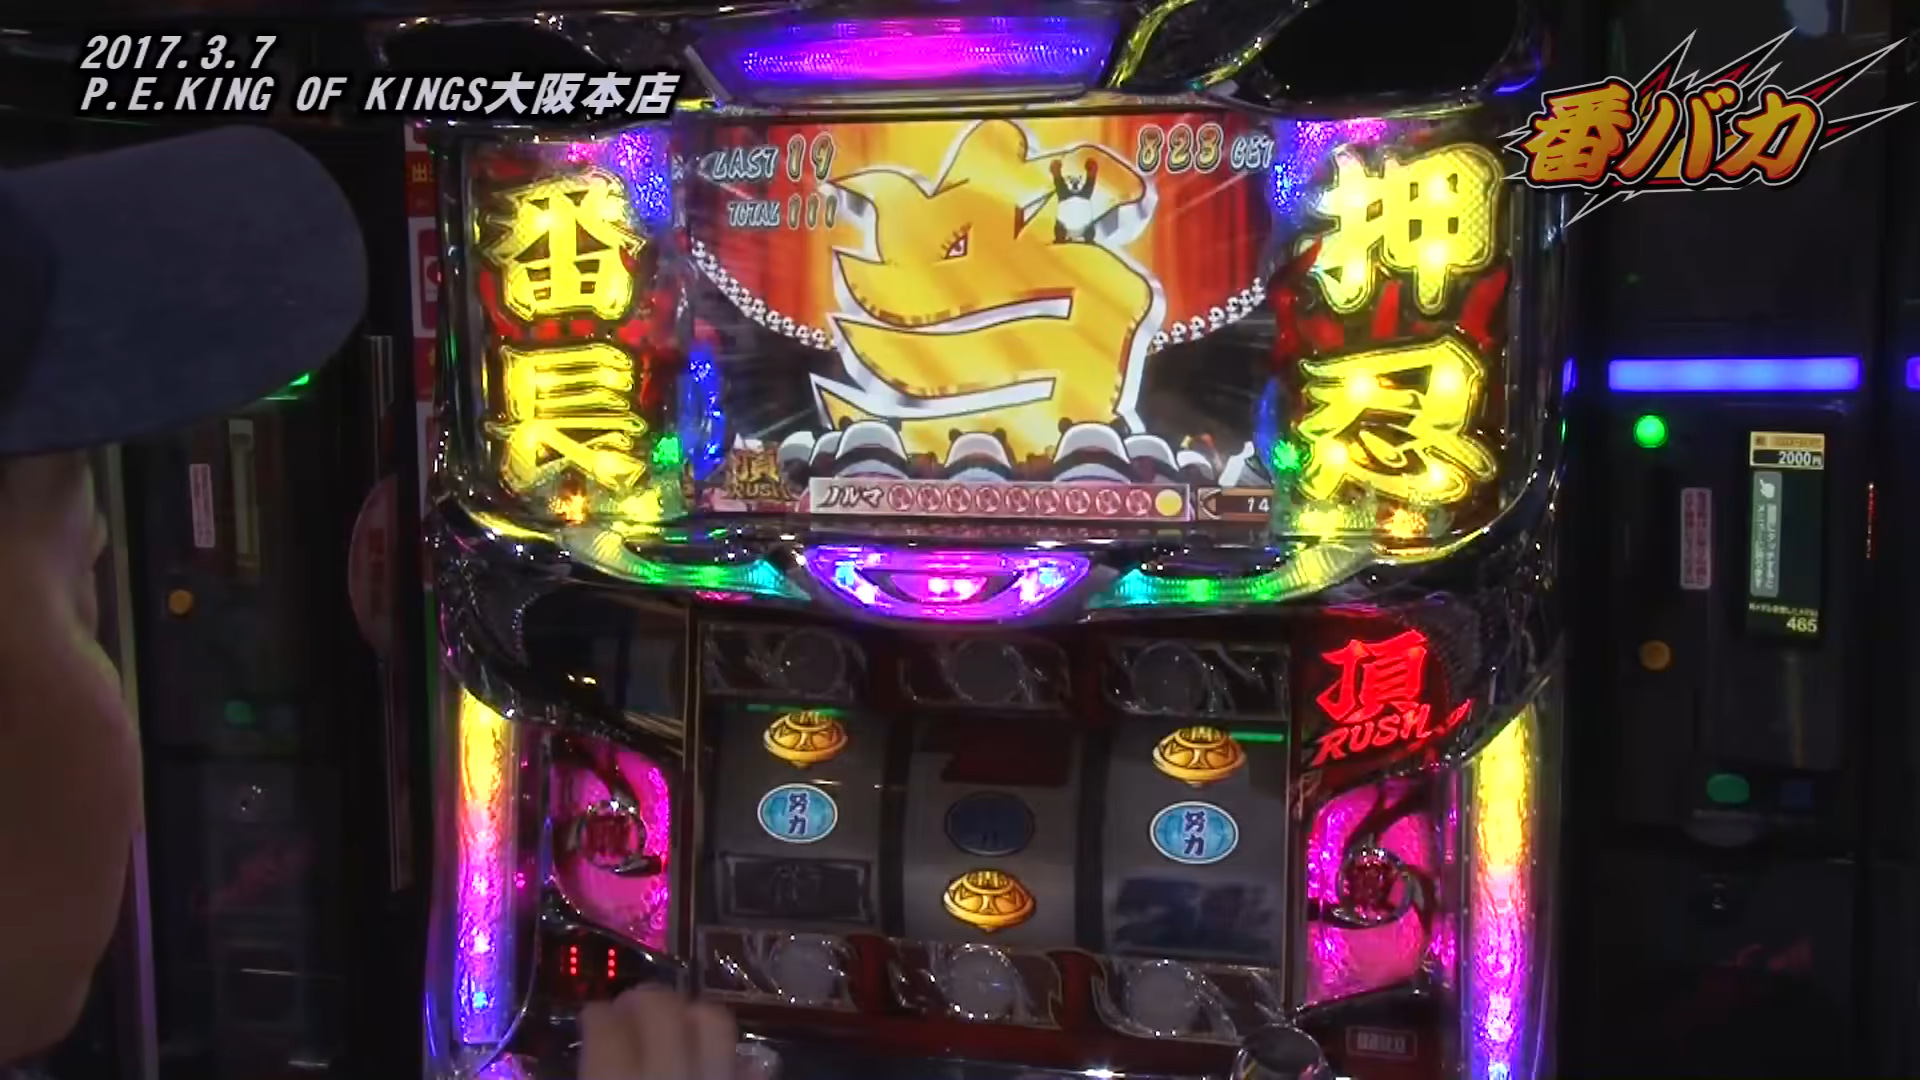 2017.3.7
P.E.KING OF KINGS大阪本店
番バカ
LAST 19
823 GET
TOTAL 111
番長
押忍
頂
RUSH
ノルマ
14
2000円
465
頂
RUSH
努力
努力
11